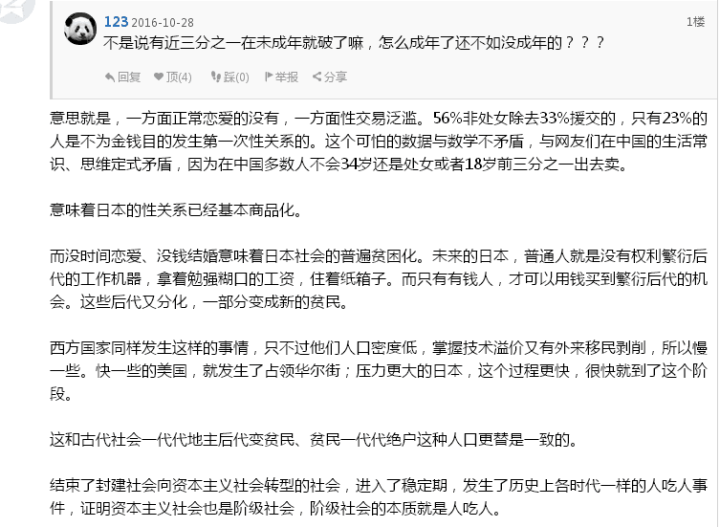 123 2016-10-28
1楼
不是说有近三分之一在未成年就破了嘛，怎么成年了还不如没成年的？？？
回复 顶(4) 踩(0) 举报 分享
意思就是，一方面正常恋爱的没有，一方面性交易泛滥。56%非处女除去33%援交的，只有23%的
人是不为金钱目的发生第一次性关系的。这个可怕的数据与数学不矛盾，与网友们在中国的生活常
识、思维定式矛盾，因为在中国多数人不会34岁还是处女或者18岁前三分之一出去卖。
意味着日本的性关系已经基本商品化。
而没时间恋爱、没钱结婚意味着日本社会的普遍贫困化。未来的日本，普通人就是没有权利繁衍后
代的工作机器，拿着勉强糊口的工资，住着纸箱子。而只有有钱人，才可以用钱买到繁衍后代的机
会。这些后代又分化，一部分变成新的贫民。
西方国家同样发生这样的事情，只不过他们人口密度低，掌握技术溢价又有外来移民剥削，所以慢
一些。快一些的美国，就发生了占领华尔街；压力更大的日本，这个过程更快，很快就到了这个阶
段。
这和古代社会一代代地主后代变贫民、贫民一代代绝户这种人口更替是一致的。
结束了封建社会向资本主义社会转型的社会，进入了稳定期，发生了历史上各时代一样的人吃人事
件，证明资本主义社会也是阶级社会，阶级社会的本质就是人吃人。